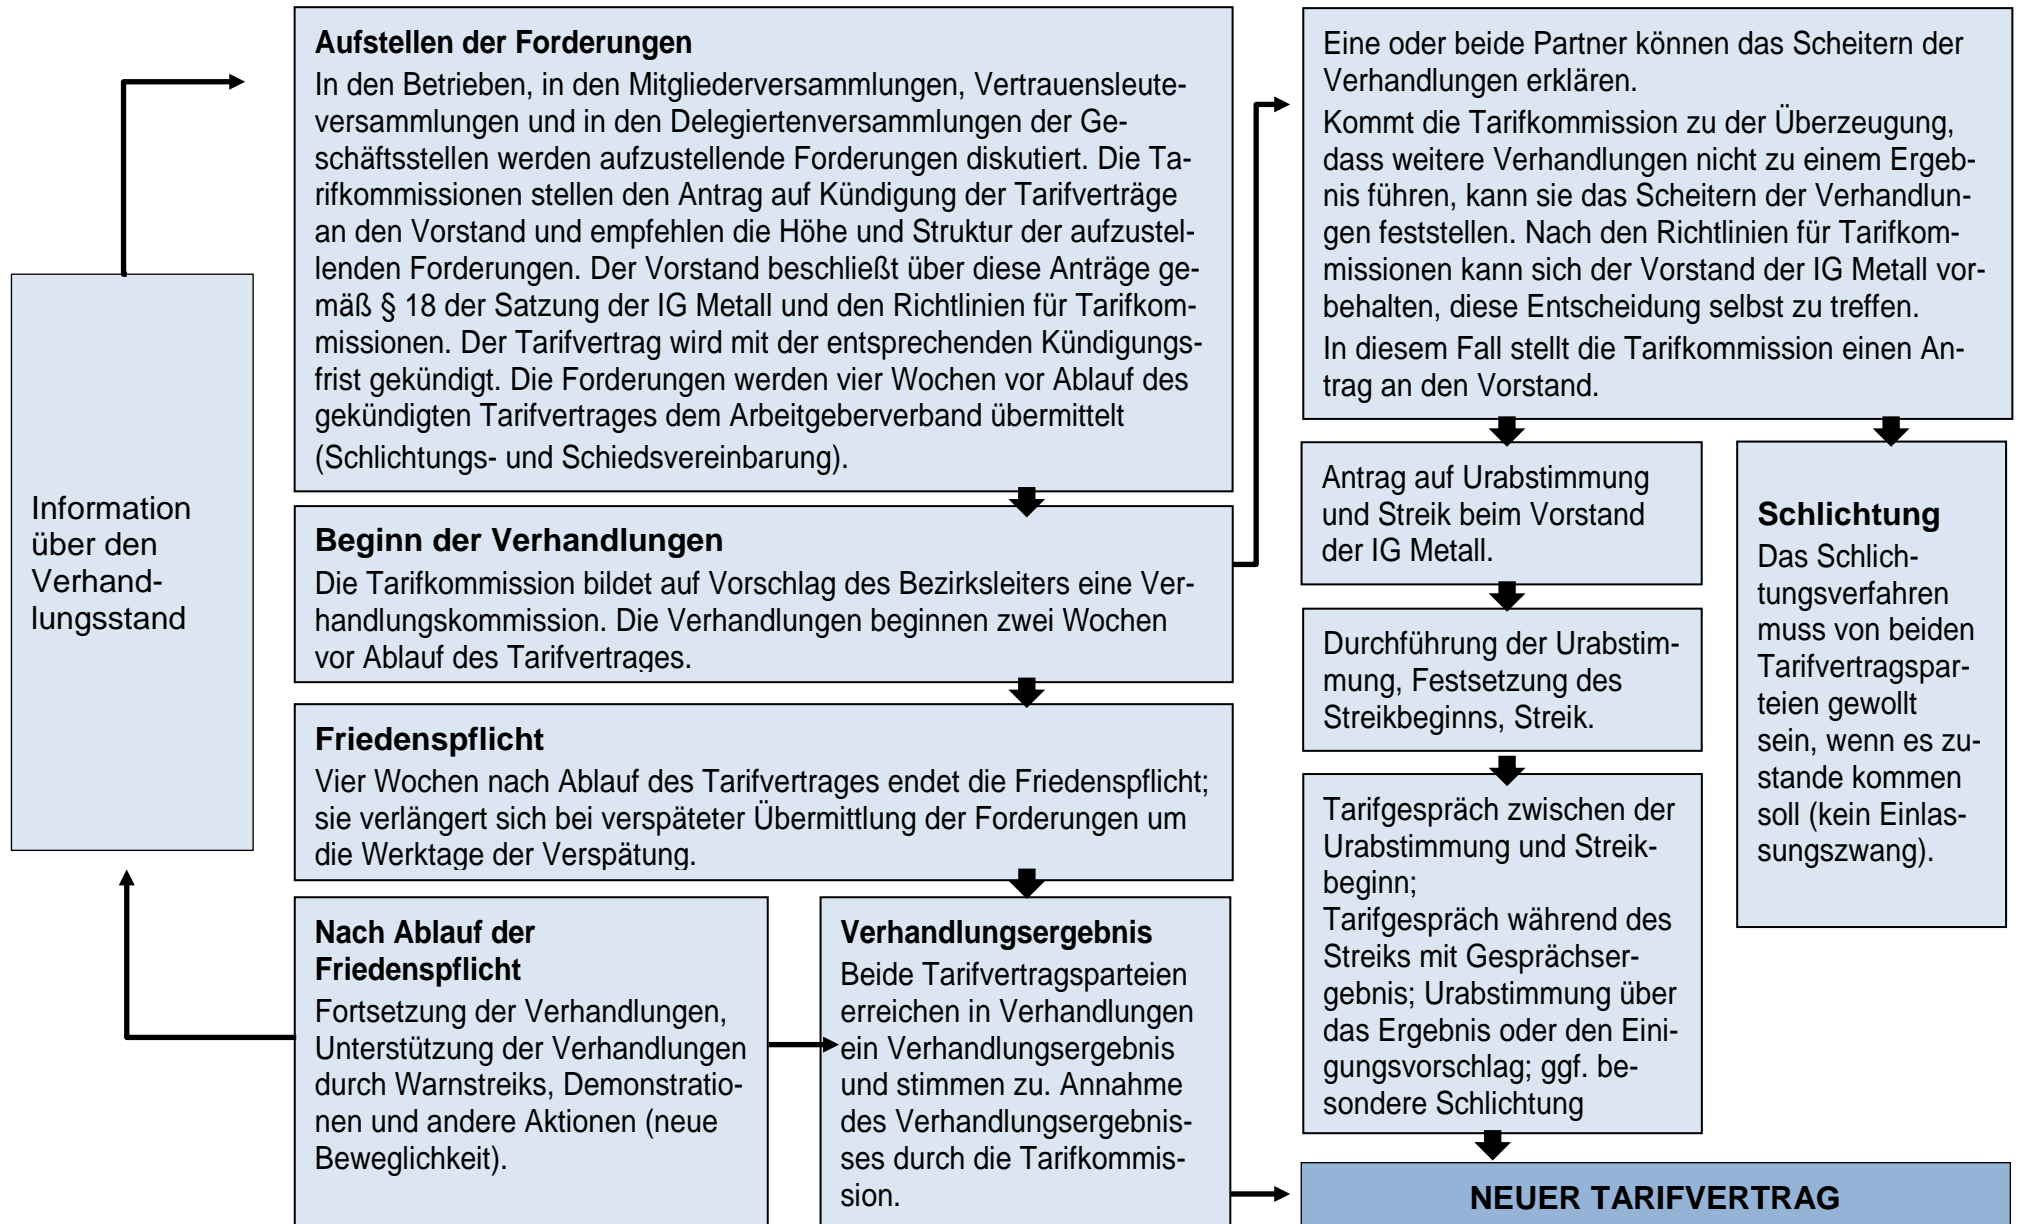 Information
über den
Verhand-
lungsstand
Aufstellen der Forderungen
In den Betrieben, in den Mitgliederversammlungen, Vertrauensleute-
versammlungen und in den Delegiertenversammlungen der Ge-
schäftsstellen werden aufzustellende Forderungen diskutiert. Die Ta-
rifkommissionen stellen den Antrag auf Kündigung der Tarifverträge
an den Vorstand und empfehlen die Höhe und Struktur der aufzustel-
lenden Forderungen. Der Vorstand beschließt über diese Anträge ge-
mäß § 18 der Satzung der IG Metall und den Richtlinien für Tarifkom-
missionen. Der Tarifvertrag wird mit der entsprechenden Kündigungs-
frist gekündigt. Die Forderungen werden vier Wochen vor Ablauf des
gekündigten Tarifvertrages dem Arbeitgeberverband übermittelt
(Schlichtungs- und Schiedsvereinbarung).
Beginn der Verhandlungen
Die Tarifkommission bildet auf Vorschlag des Bezirksleiters eine Ver-
handlungskommission. Die Verhandlungen beginnen zwei Wochen
vor Ablauf des Tarifvertrages.
Friedenspflicht
Vier Wochen nach Ablauf des Tarifvertrages endet die Friedenspflicht;
sie verlängert sich bei verspäteter Übermittlung der Forderungen um
die Werktage der Verspätung.
Nach Ablauf der
Friedenspflicht
Fortsetzung der Verhandlungen,
Unterstützung der Verhandlungen
durch Warnstreiks, Demonstratio-
nen und andere Aktionen (neue
Beweglichkeit).
Verhandlungsergebnis
Beide Tarifvertragsparteien
erreichen in Verhandlungen
ein Verhandlungsergebnis
und stimmen zu. Annahme
des Verhandlungsergebnis-
ses durch die Tarifkommis-
sion.
Eine oder beide Partner können das Scheitern der
Verhandlungen erklären.
Kommt die Tarifkommission zu der Überzeugung,
dass weitere Verhandlungen nicht zu einem Ergeb-
nis führen, kann sie das Scheitern der Verhandlun-
gen feststellen. Nach den Richtlinien für Tarifkom-
missionen kann sich der Vorstand der IG Metall vor-
behalten, diese Entscheidung selbst zu treffen.
In diesem Fall stellt die Tarifkommission einen An-
trag an den Vorstand.
Antrag auf Urabstimmung
und Streik beim Vorstand
der IG Metall.
Durchführung der Urabstim-
mung, Festsetzung des
Streikbeginns, Streik.
Tarifgespräch zwischen der
Urabstimmung und Streik-
beginn;
Tarifgespräch während des
Streiks mit Gesprächser-
gebnis; Urabstimmung über
das Ergebnis oder den Eini-
gungsvorschlag; ggf. be-
sondere Schlichtung
Schlichtung
Das Schlich-
tungsverfahren
muss von beiden
Tarifvertragspar-
teien gewollt
sein, wenn es zu-
stande kommen
soll (kein Einlas-
sungszwang).
NEUER TARIFVERTRAG